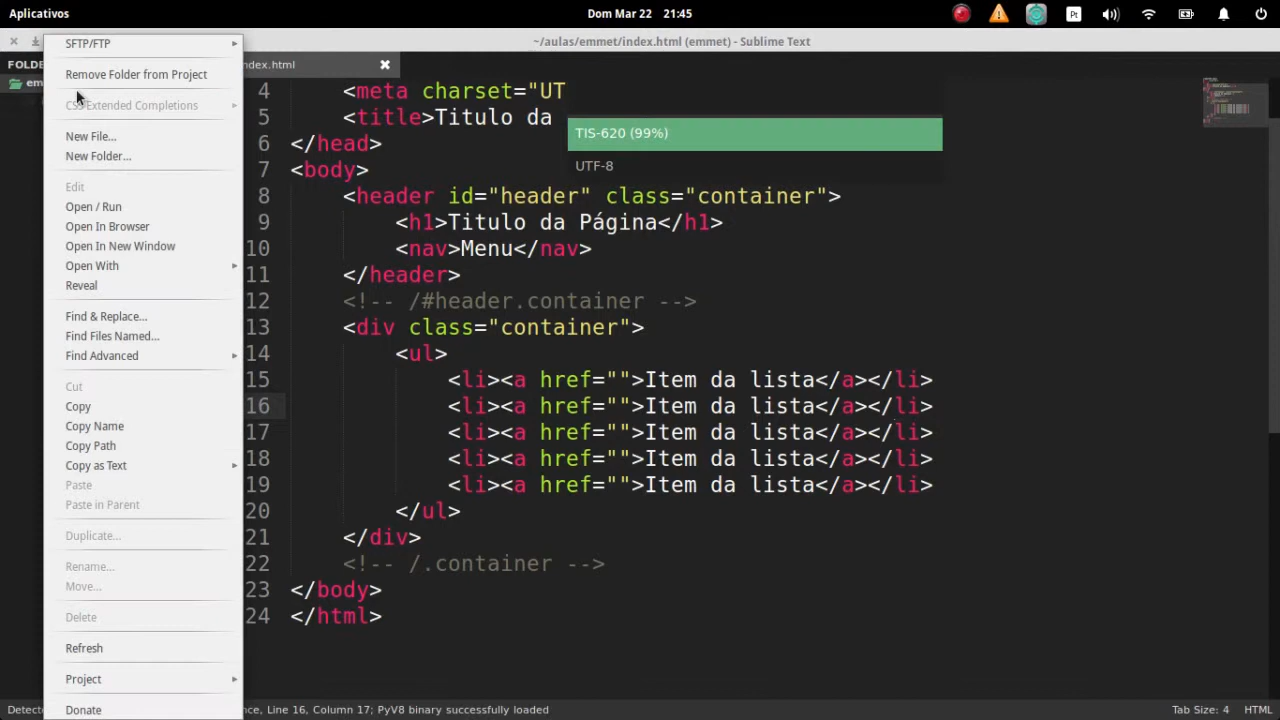 Aplicativos
Dom Mar 22 21:45
Pt
~/aulas/emmet/index.html (emmet) - Sublime Text
FOLDE
ndex.html
em
SFTP/FTP
Remove Folder from Project
CSS Extended Completions
New File...
New Folder...
Edit
Open / Run
Open In Browser
Open In New Window
Open With
Reveal
Find & Replace...
Find Files Named...
Find Advanced
Cut
Copy
Copy Name
Copy Path
Copy as Text
Paste
Paste in Parent
Duplicate...
Rename...
Move...
Delete
Refresh
Project
Donate
4 <meta charset="UT
5 <title>Titulo da
6 </head>
7 <body>
8 <header id="header" class="container">
9 <h1>Titulo da Página</h1>
10 <nav>Menu</nav>
11 </header>
12 <!-- /#header.container -->
13 <div class="container">
14 <ul>
15 <li><a href="">Item da lista</a></li>
16 <li><a href="">Item da lista</a></li>
17 <li><a href="">Item da lista</a></li>
18 <li><a href="">Item da lista</a></li>
19 <li><a href="">Item da lista</a></li>
20 </ul>
21 </div>
22 <!-- /.container -->
23 </body>
24 </html>
TIS-620 (99%)
UTF-8
Detecte
nce, Line 16, Column 17; PyV8 binary successfully loaded
Tab Size: 4
HTML